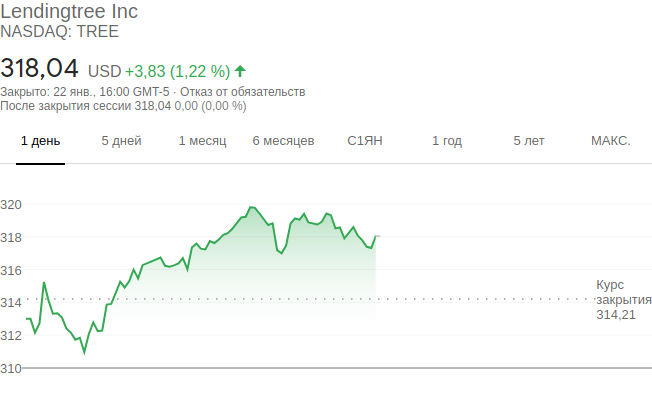 Lendingtree Inc
NASDAQ: TREE
318,04 USD +3,83 (1,22 %)
Закрыто: 22 янв., 16:00 GMT-5 · Отказ от обязательств
После закрытия сессии 318,04 0,00 (0,00 %)
1 день 5 дней 1 месяц 6 месяцев С1ЯН 1 год 5 лет МАКС.
320
318
316
314
312
310
Курс
закрытия
314,21